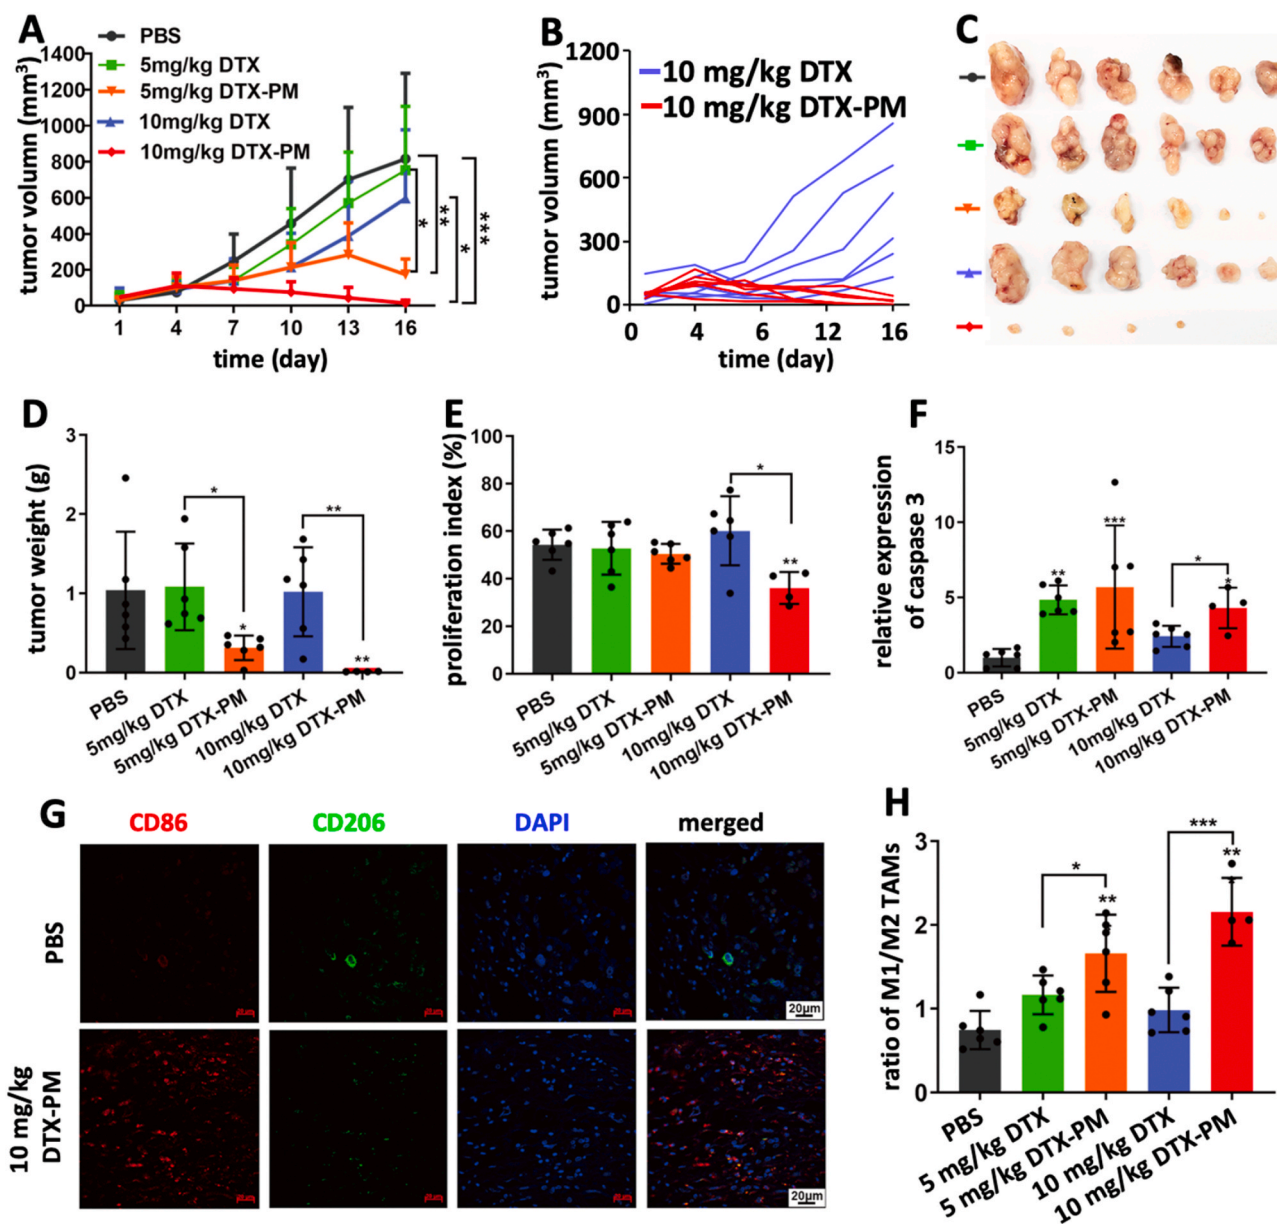 A
PBS
5mg/kg DTX
5mg/kg DTX-PM
10mg/kg DTX
10mg/kg DTX-PM
tumor volumn (mm3)
1400
1200
1000
800
600
400
200
0
1 4 7 10 13 16
time (day)
*
**
*
***
B
10 mg/kg DTX
10 mg/kg DTX-PM
tumor volumn (mm3)
1200
900
600
300
0
0 4 6 12 16
time (day)
C
D
tumor weight (g)
3
2
1
0
*
*
**
**
PBS
5mg/kg DTX
5mg/kg DTX-PM
10mg/kg DTX
10mg/kg DTX-PM
E
proliferation index (%)
100
80
60
40
20
0
*
**
PBS
5mg/kg DTX
5mg/kg DTX-PM
10mg/kg DTX
10mg/kg DTX-PM
F
relative expression
of caspase 3
15
10
5
0
**
***
*
*
PBS
5mg/kg DTX
5mg/kg DTX-PM
10mg/kg DTX
10mg/kg DTX-PM
G
CD86 CD206 DAPI merged
PBS
20μm
10 mg/kg
DTX-PM
20μm
H
ratio of M1/M2 TAMs
3
2
1
0
*
**
***
**
PBS
5 mg/kg DTX
5 mg/kg DTX-PM
10 mg/kg DTX
10 mg/kg DTX-PM